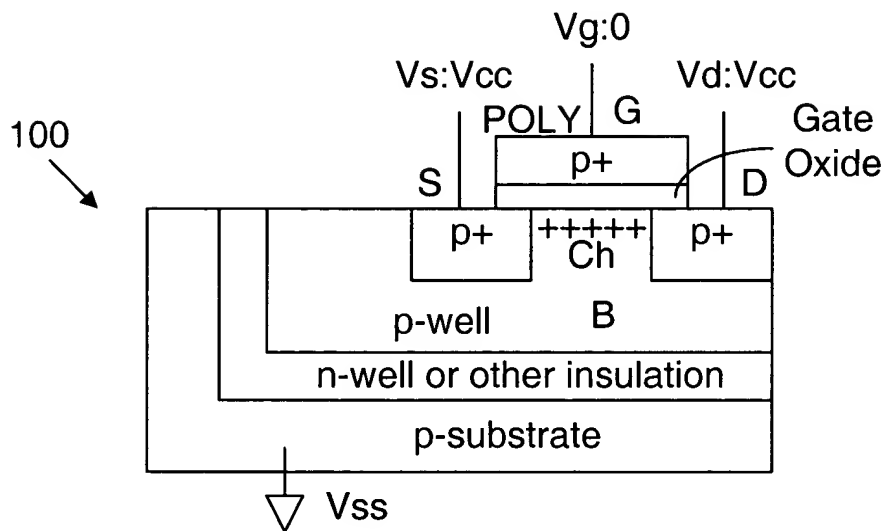 Vg:0
Vs:Vcc
Vd:Vcc
100
POLY
G
Gate
Oxide
p+
S
D
p+
+++++
p+
Ch
p-well
B
n-well or other insulation
p-substrate
Vss